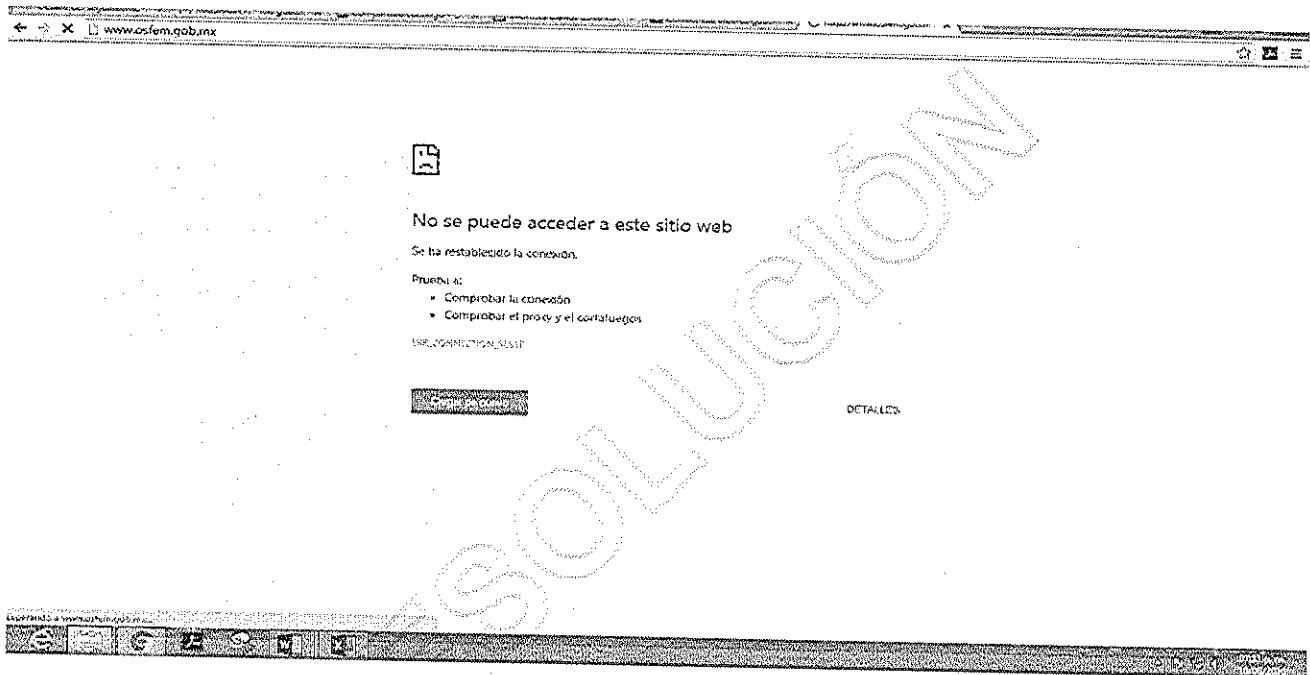 www.osfem.gob.mx
No se puede acceder a este sitio web
Se ha restablecido la conexión.
Prueba a:
• Comprobar la conexión
• Comprobar el proxy y el cortafuegos
DETALLES
SOLUCIÓN